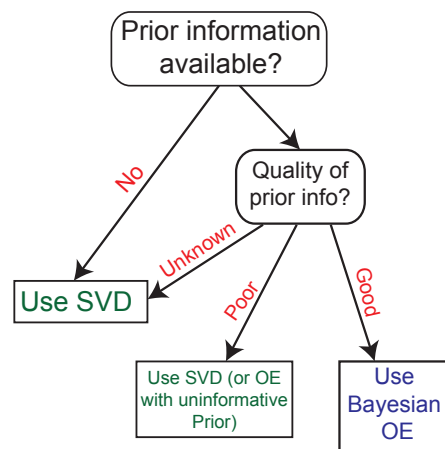 Prior information
available?
No
Quality of
prior info?
Unknown
Poor
Good
Use SVD
Use SVD (or OE
with uninformative
Prior)
Use
Bayesian
OE